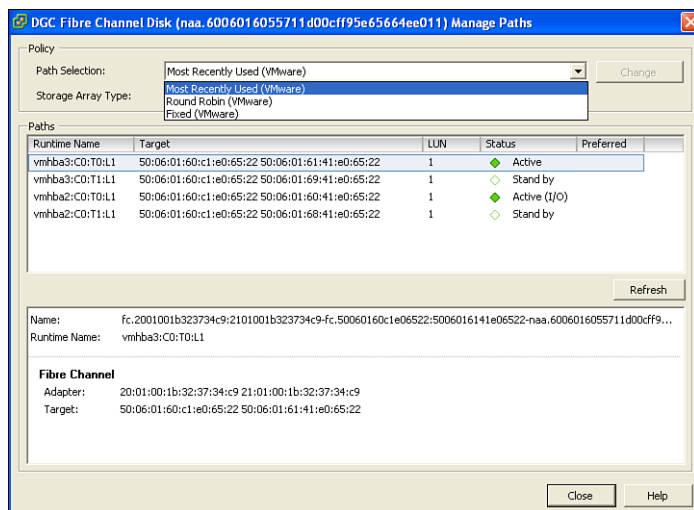 DGC Fibre Channel Disk (naa.6006016055711d00cff95e65664ee011) Manage Paths
Policy
Path Selection: Most Recently Used (VMware) Change
Most Recently Used (VMware)
Storage Array Type: Round Robin (VMware)
Fixed (VMware)
Paths
Runtime Name Target LUN Status Preferred
vmhba3:C0:T0:L1 50:06:01:60:c1:e0:65:22 50:06:01:61:41:e0:65:22 1 Active
vmhba3:C0:T1:L1 50:06:01:60:c1:e0:65:22 50:06:01:69:41:e0:65:22 1 Stand by
vmhba2:C0:T0:L1 50:06:01:60:c1:e0:65:22 50:06:01:60:41:e0:65:22 1 Active (I/O)
vmhba2:C0:T1:L1 50:06:01:60:c1:e0:65:22 50:06:01:68:41:e0:65:22 1 Stand by
Refresh
Name: fc.2001001b323734c9:2101001b323734c9-fc.50060160c1e06522:5006016141e06522-naa.6006016055711d00cff9...
Runtime Name: vmhba3:C0:T0:L1
Fibre Channel
Adapter: 20:01:00:1b:32:37:34:c9 21:01:00:1b:32:37:34:c9
Target: 50:06:01:60:c1:e0:65:22 50:06:01:61:41:e0:65:22
Close Help